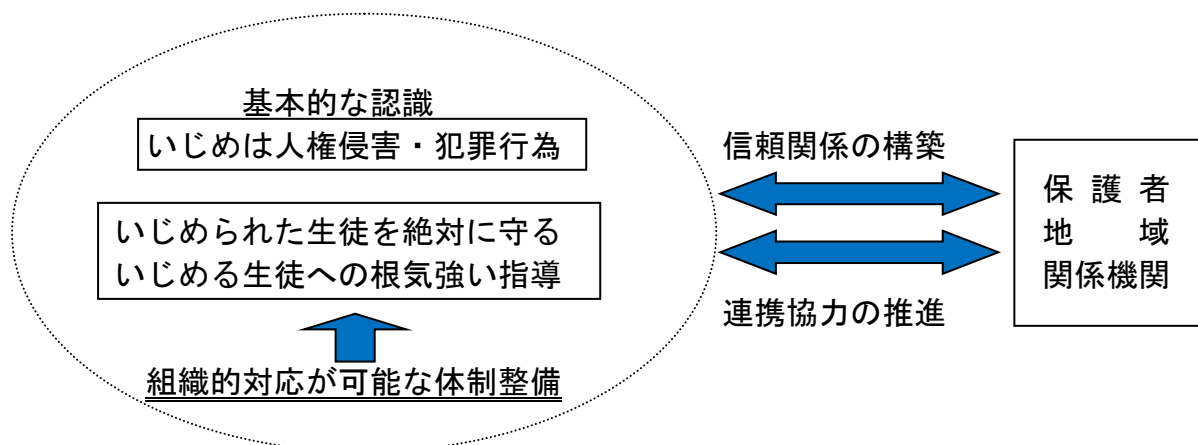 基本的な認識
いじめは人権侵害・犯罪行為
いじめられた生徒を絶対に守る
いじめる生徒への根気強い指導
組織的対応が可能な体制整備
信頼関係の構築
連携協力の推進
保護者
地域
関係機関